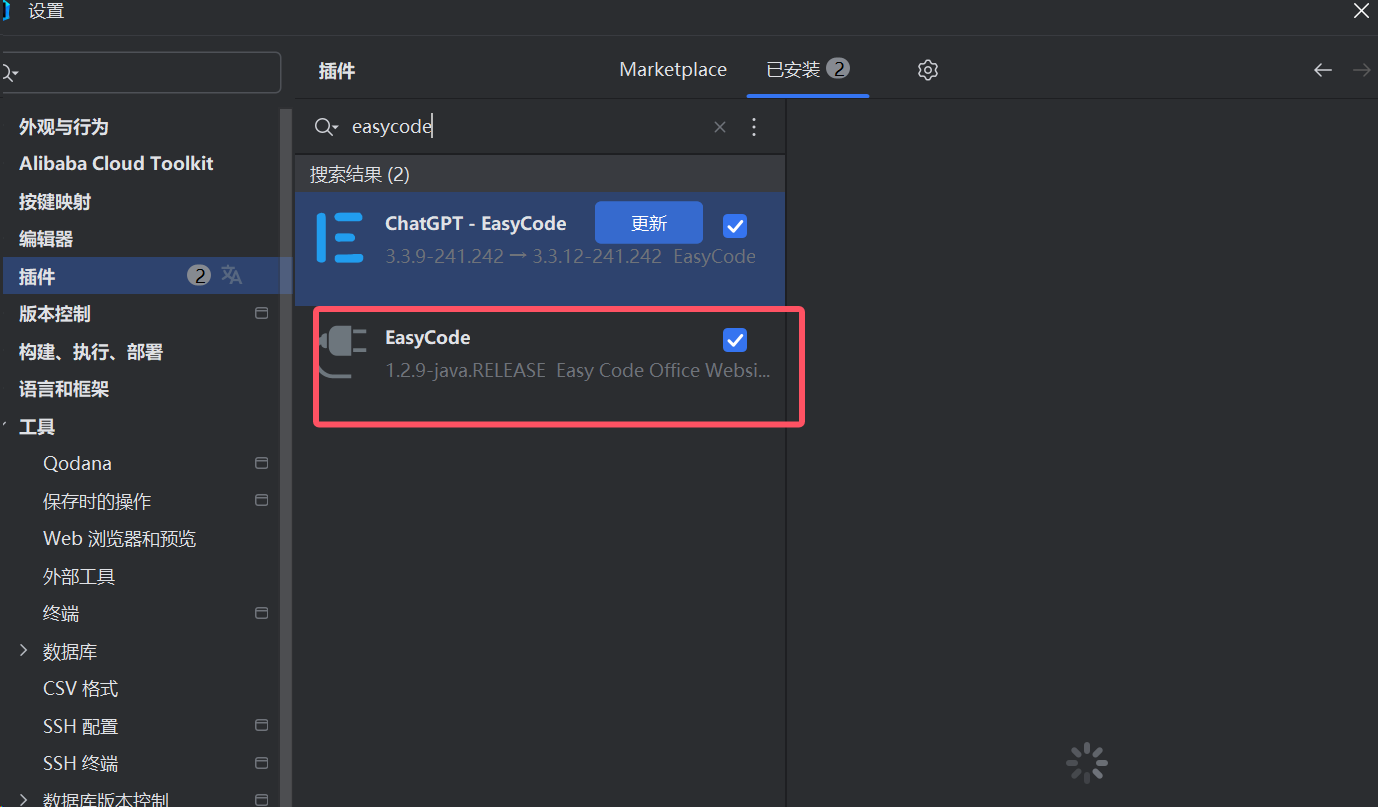 设置
插件
Marketplace
已安装 2
外观与行为
Alibaba Cloud Toolkit
按键映射
编辑器
插件 2
版本控制
构建、执行、部署
语言和框架
工具
Qodana
保存时的操作
Web 浏览器和预览
外部工具
终端
数据库
CSV 格式
SSH 配置
SSH 终端
数据库版本控制
easycode
搜索结果 (2)
ChatGPT - EasyCode
更新
3.3.9-241.242 → 3.3.12-241.242 EasyCode
EasyCode
1.2.9-java.RELEASE Easy Code Office Websi...